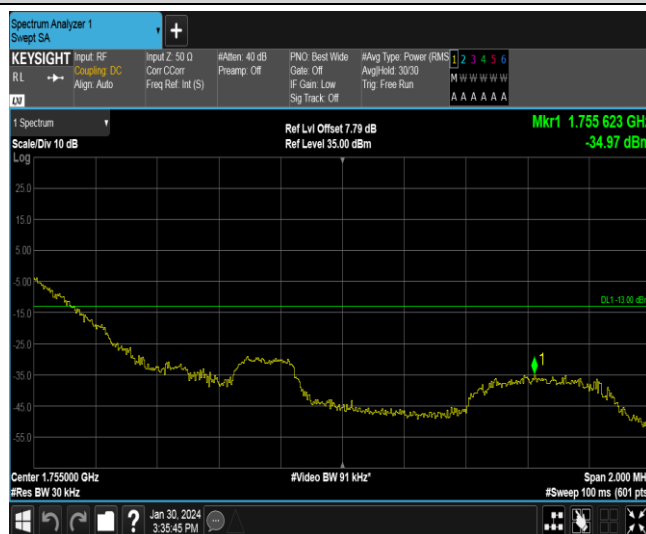 Spectrum Analyzer 1
Swept SA
+
KEYSIGHT
RL
LXI
Input: RF
Coupling: DC
Align: Auto
Input Z: 50 Ω
Corr CCorr
Freq Ref: Int (S)
#Atten: 40 dB
Preamp: Off
PNO: Best Wide
Gate: Off
IF Gain: Low
Sig Track: Off
#Avg Type: Power (RMS
Avg|Hold: 30/30
Trig: Free Run
1 2 3 4 5 6
M W W W W W
A A A A A A
1 Spectrum
Scale/Div 10 dB
Log
Ref Lvl Offset 7.79 dB
Ref Level 35.00 dBm
Mkr1 1.755 623 GHz
-34.97 dBm
25.0
15.0
5.00
-5.00
DL1 -13.00 dBm
-15.0
-25.0
1
-35.0
-45.0
-55.0
Center 1.755000 GHz
#Res BW 30 kHz
#Video BW 91 kHz*
Span 2.000 MH
#Sweep 100 ms (601 pts
?
Jan 30, 2024
3:35:45 PM